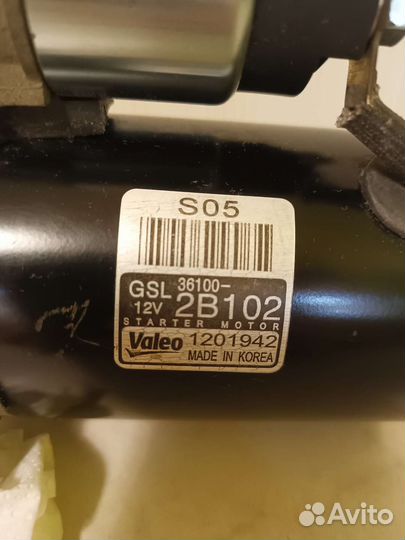 S05
GSL 36100-
12V 2B102
STARTER MOTOR
Valeo 1201942
MADE IN KOREA
Avito